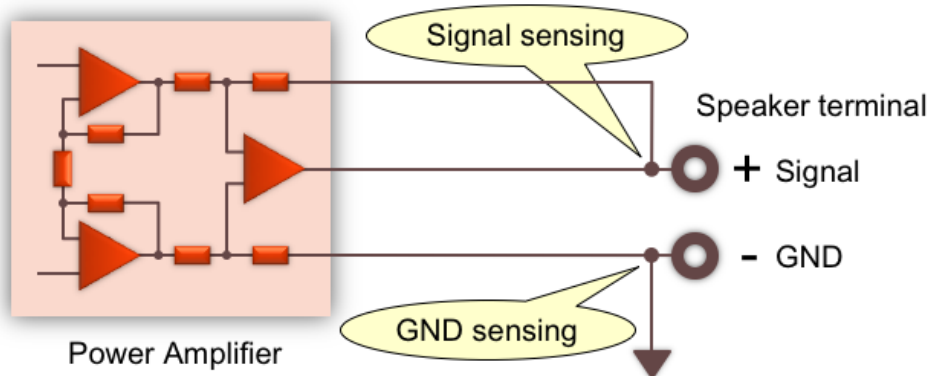 Signal sensing
Speaker terminal
+ Signal
- GND
GND sensing
Power Amplifier